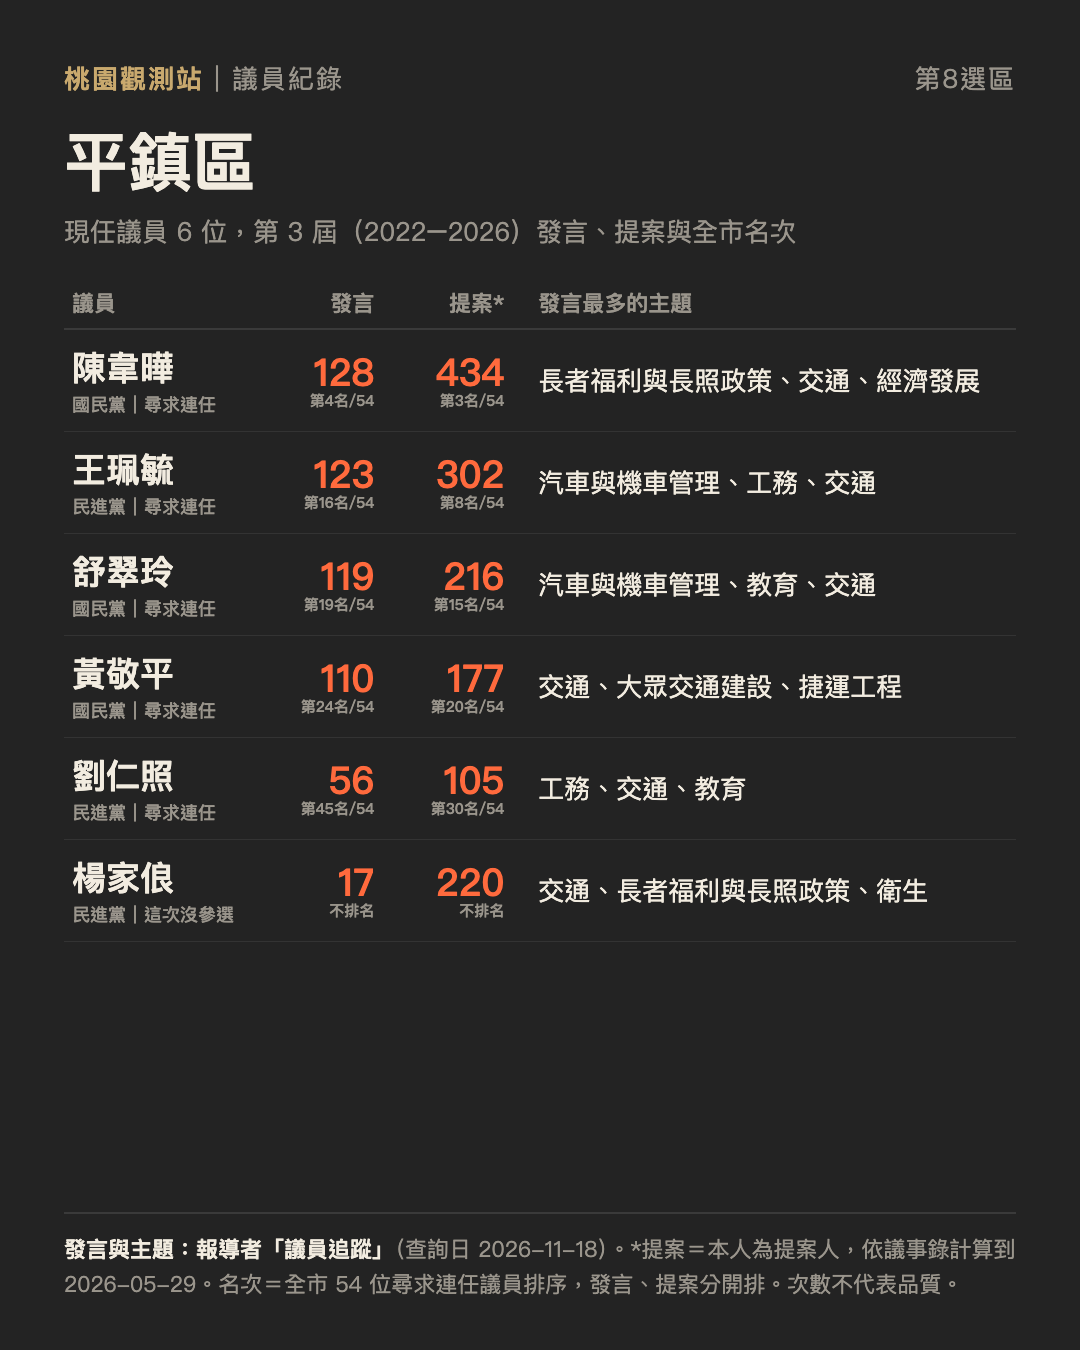 桃園觀測站｜議員紀錄 第8選區
平鎮區
現任議員 6 位，第 3 屆（2022—2026）發言、提案與全市名次
議員 發言 提案* 發言最多的主題
陳韋曄 128 434 長者福利與長照政策、交通、經濟發展
國民黨｜尋求連任 第4名/54 第3名/54
王珮毓 123 302 汽車與機車管理、工務、交通
民進黨｜尋求連任 第16名/54 第8名/54
舒翠玲 119 216 汽車與機車管理、教育、交通
國民黨｜尋求連任 第19名/54 第15名/54
黃敬平 110 177 交通、大眾交通建設、捷運工程
國民黨｜尋求連任 第24名/54 第20名/54
劉仁照 56 105 工務、交通、教育
民進黨｜尋求連任 第45名/54 第30名/54
楊家俍 17 220 交通、長者福利與長照政策、衛生
民進黨｜這次沒參選 不排名 不排名
發言與主題：報導者「議員追蹤」（查詢日 2026–11–18）。*提案＝本人為提案人，依議事錄計算到
2026–05–29。名次＝全市 54 位尋求連任議員排序，發言、提案分開排。次數不代表品質。